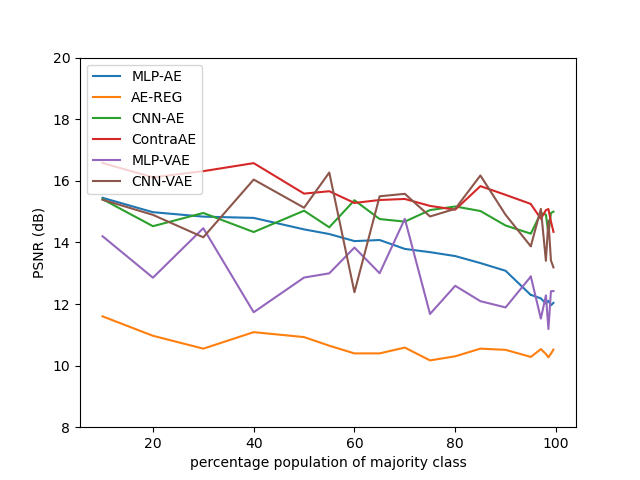 20
18
16
14
12
10
8
PSNR (dB)
MLP-AE
AE-REG
CNN-AE
ContraAE
MLP-VAE
CNN-VAE
20
40
60
80
100
percentage population of majority class